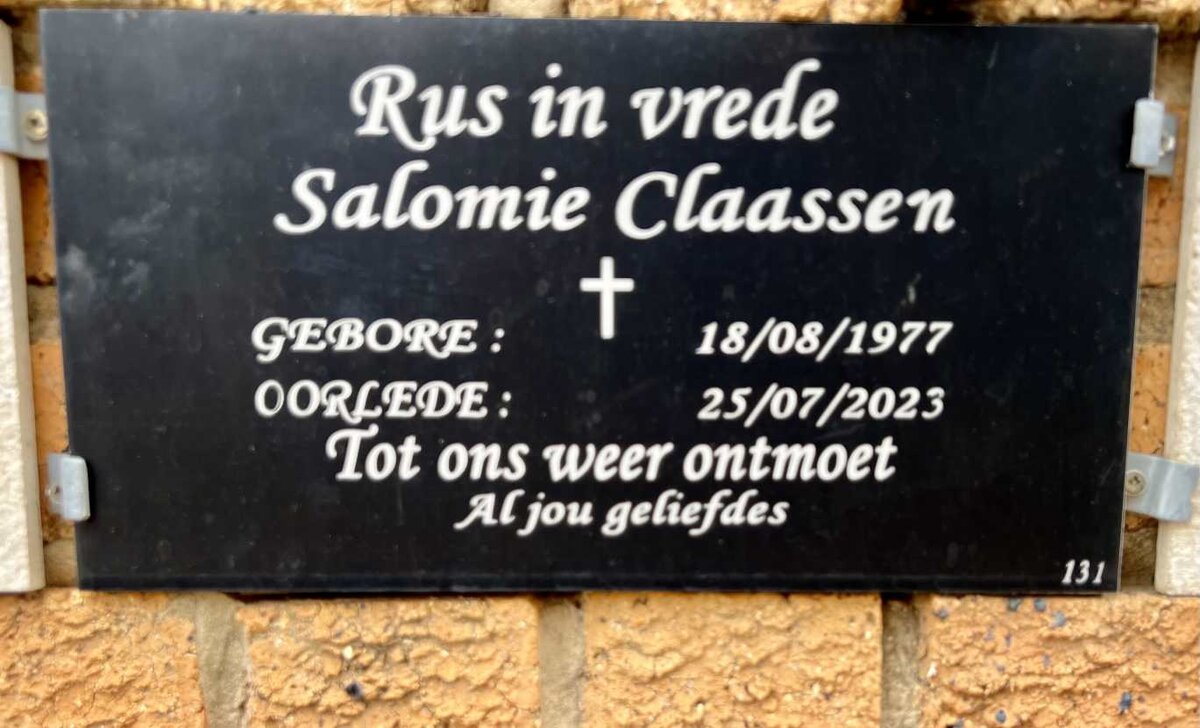 Rus in vrede
Salomie Claassen
GEBORE : 18/08/1977
OORLEDE : 25/07/2023
Tot ons weer ontmoet
Al jou geliefdes
131